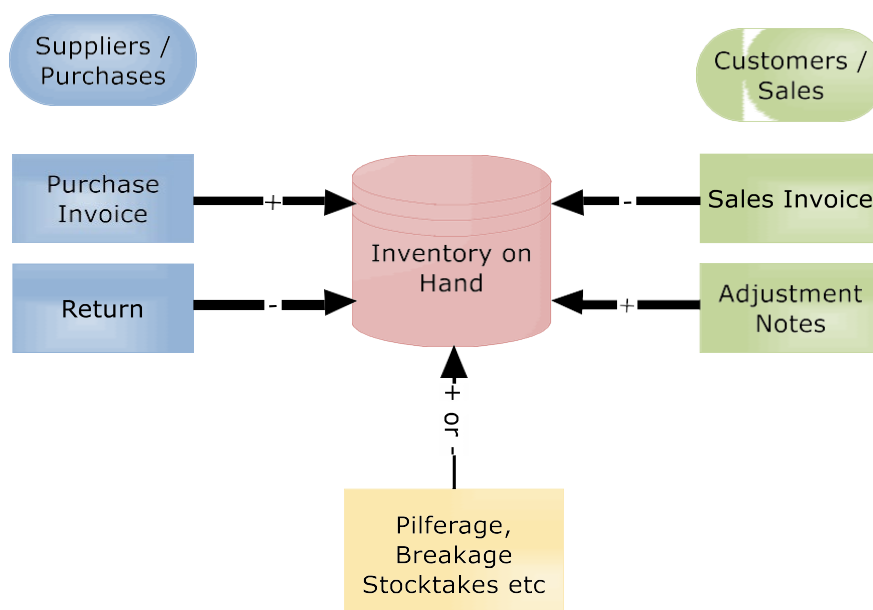 Suppliers /
Purchases
Customers /
Sales
Purchase
Invoice
+
-
Sales Invoice
Inventory on
Hand
Return
-
+
Adjustment
Notes
+ or -
Pilferage,
Breakage
Stocktakes etc